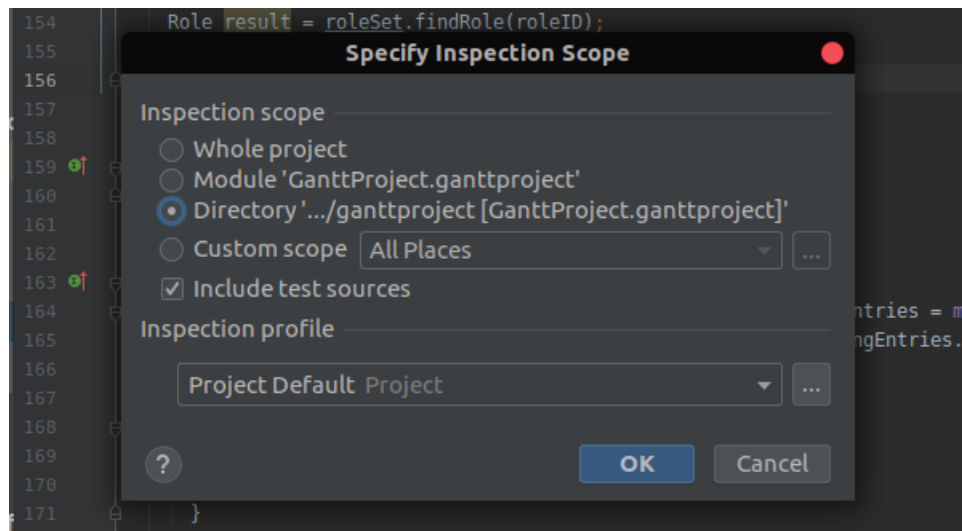 154 Role result = roleSet.findRole(roleID);
155 Specify Inspection Scope
156
157 Inspection scope
158 Whole project
159 Module 'GanttProject.ganttproject'
160 Directory '.../ganttproject [GanttProject.ganttproject]'
161
162 Custom scope All Places ...
163 Include test sources
164 ntries = m
165 Inspection profile ngEntries.
166
167 Project Default Project ...
168
169 ? OK Cancel
170
171 }